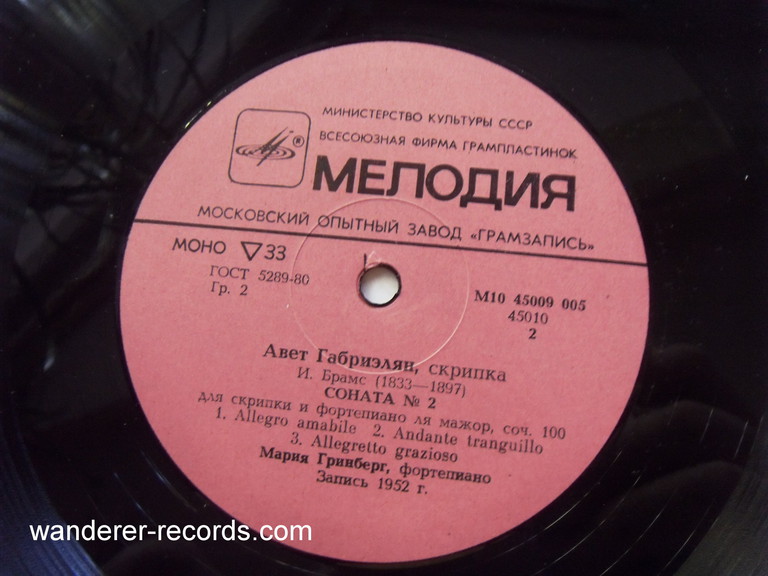 МИНИСТЕРСТВО КУЛЬТУРЫ СССР
ВСЕСОЮЗНАЯ ФИРМА ГРАМПЛАСТИНОК
®
МЕЛОДИЯ
МОСКОВСКИЙ ОПЫТНЫЙ ЗАВОД «ГРАМЗАПИСЬ»
МОНО ▽ 33
ГОСТ 5289-80
Гр. 2
М10 45009 005
45010
2
Авет Габриэлян, скрипка
И. Брамс (1833—1897)
СОНАТА № 2
для скрипки и фортепиано ля мажор, соч. 100
1. Allegro amabile 2. Andante tranguillo
3. Allegretto grazioso
Мария Гринберг, фортепиано
Запись 1952 г.
wanderer-records.com